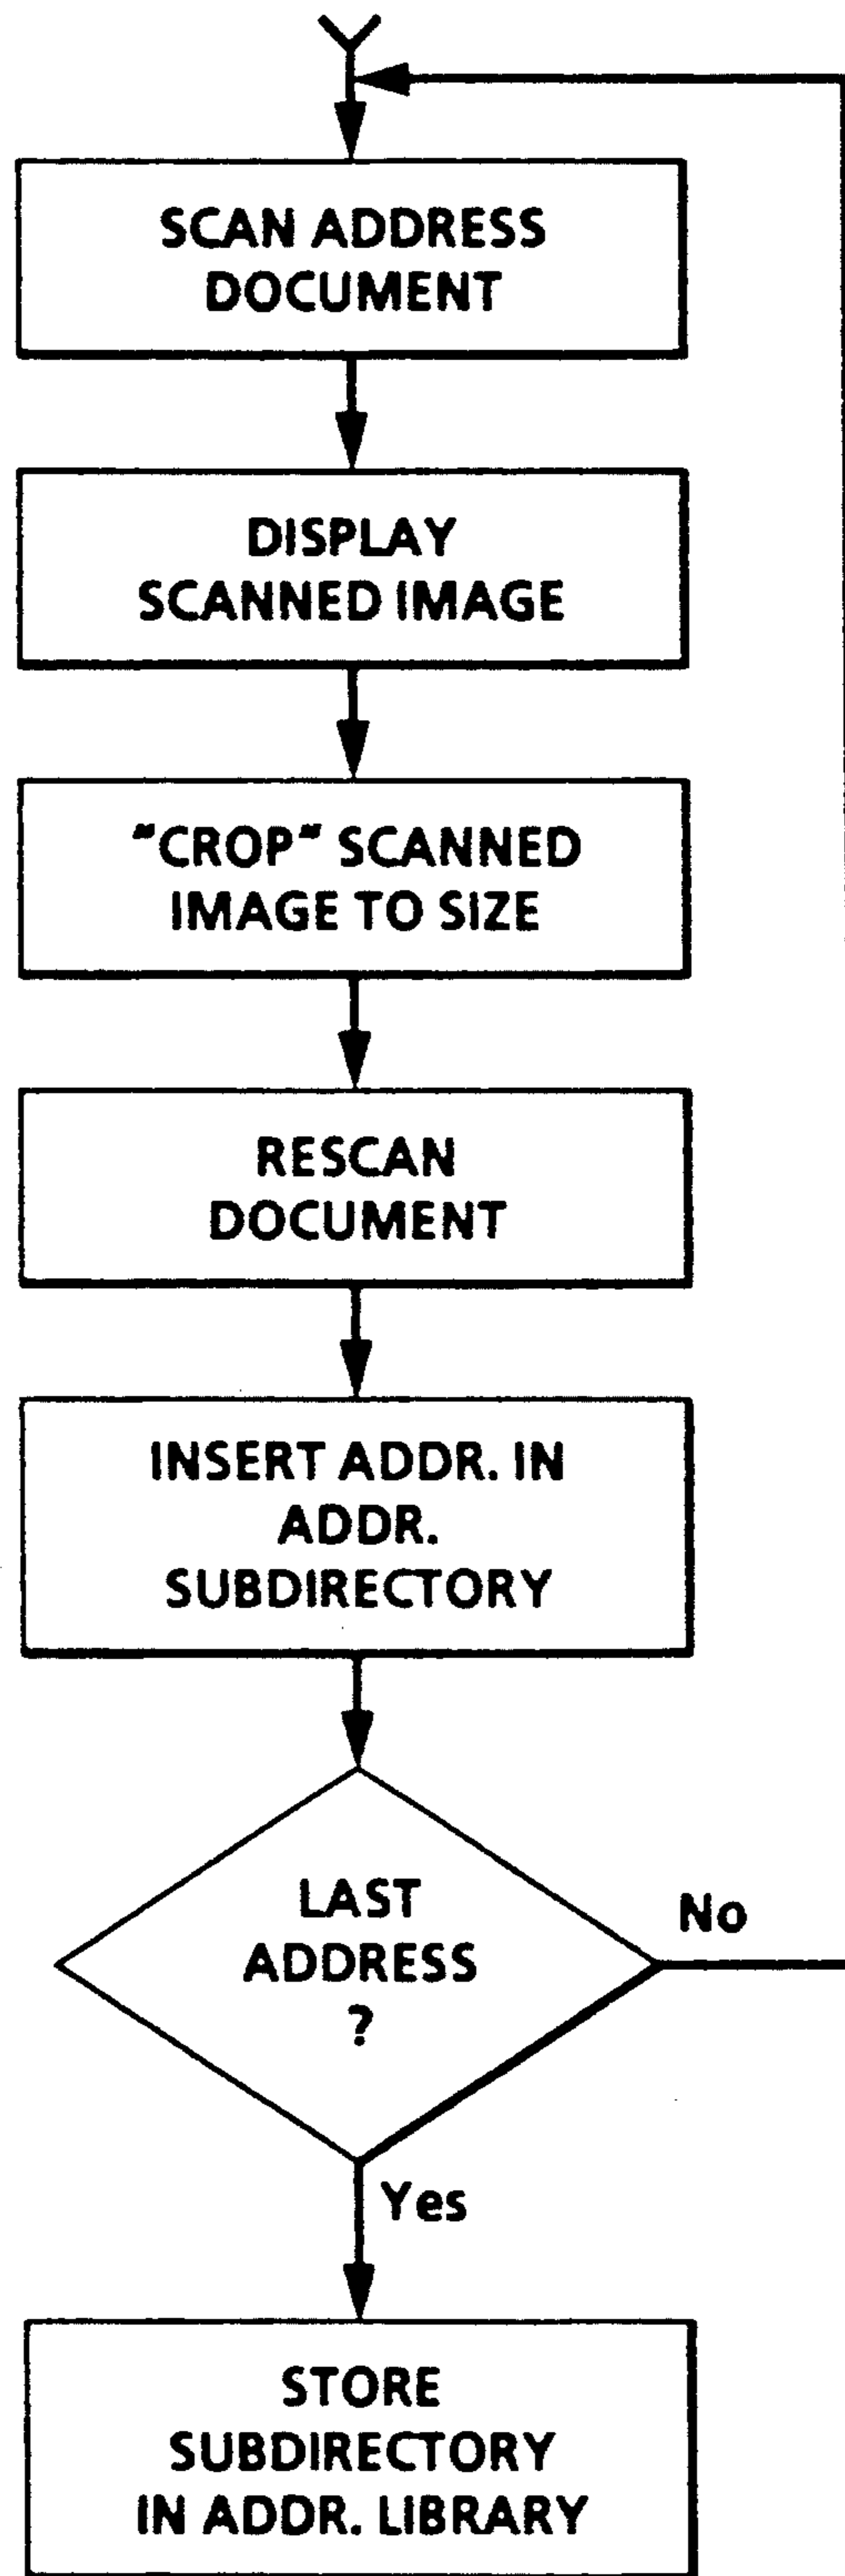 SCAN ADDRESS
DOCUMENT
DISPLAY
SCANNED IMAGE
"CROP" SCANNED
IMAGE TO SIZE
RESCAN
DOCUMENT
INSERT ADDR. IN
ADDR.
SUBDIRECTORY
LAST
ADDRESS
?
No
Yes
STORE
SUBDIRECTORY
IN ADDR. LIBRARY